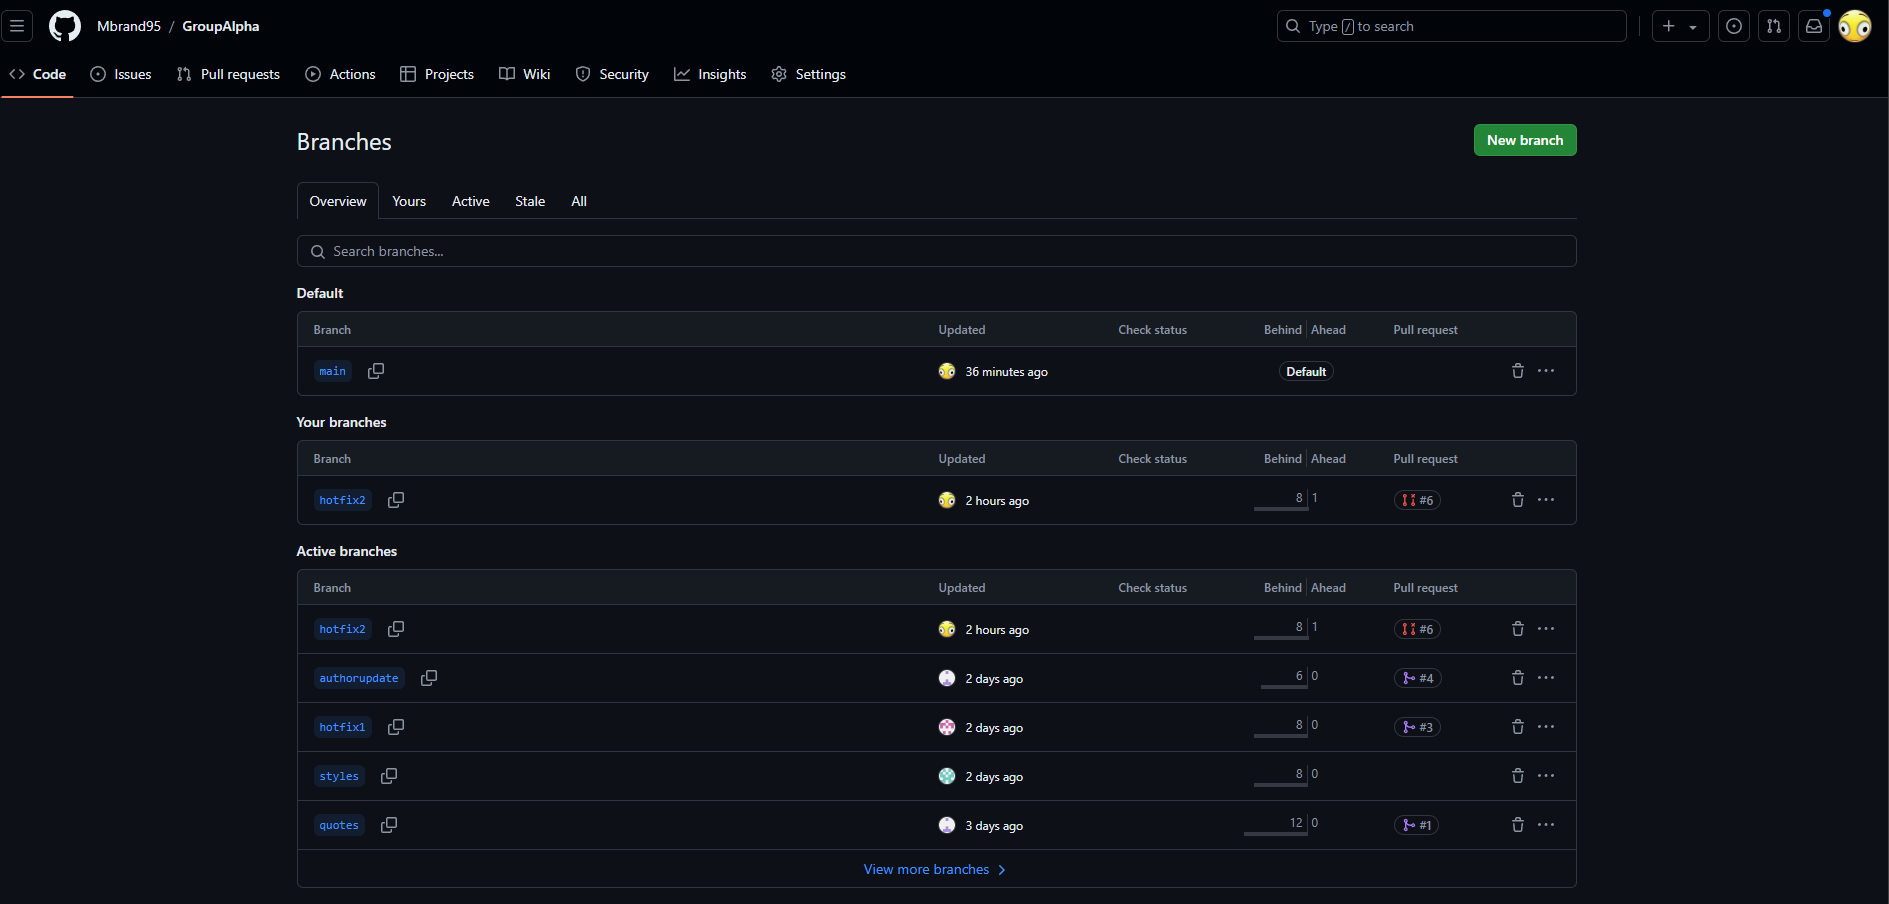 Mbrand95 / GroupAlpha
Type / to search
Code Issues Pull requests Actions Projects Wiki Security Insights Settings
Branches
New branch
Overview Yours Active Stale All
Search branches...
Default
Branch Updated Check status Behind Ahead Pull request
main 36 minutes ago Default
Your branches
Branch Updated Check status Behind Ahead Pull request
hotfix2 2 hours ago 8 1 #6
Active branches
Branch Updated Check status Behind Ahead Pull request
hotfix2 2 hours ago 8 1 #6
authorupdate 2 days ago 6 0 #4
hotfix1 2 days ago 8 0 #3
styles 2 days ago 8 0
quotes 3 days ago 12 0 #1
View more branches